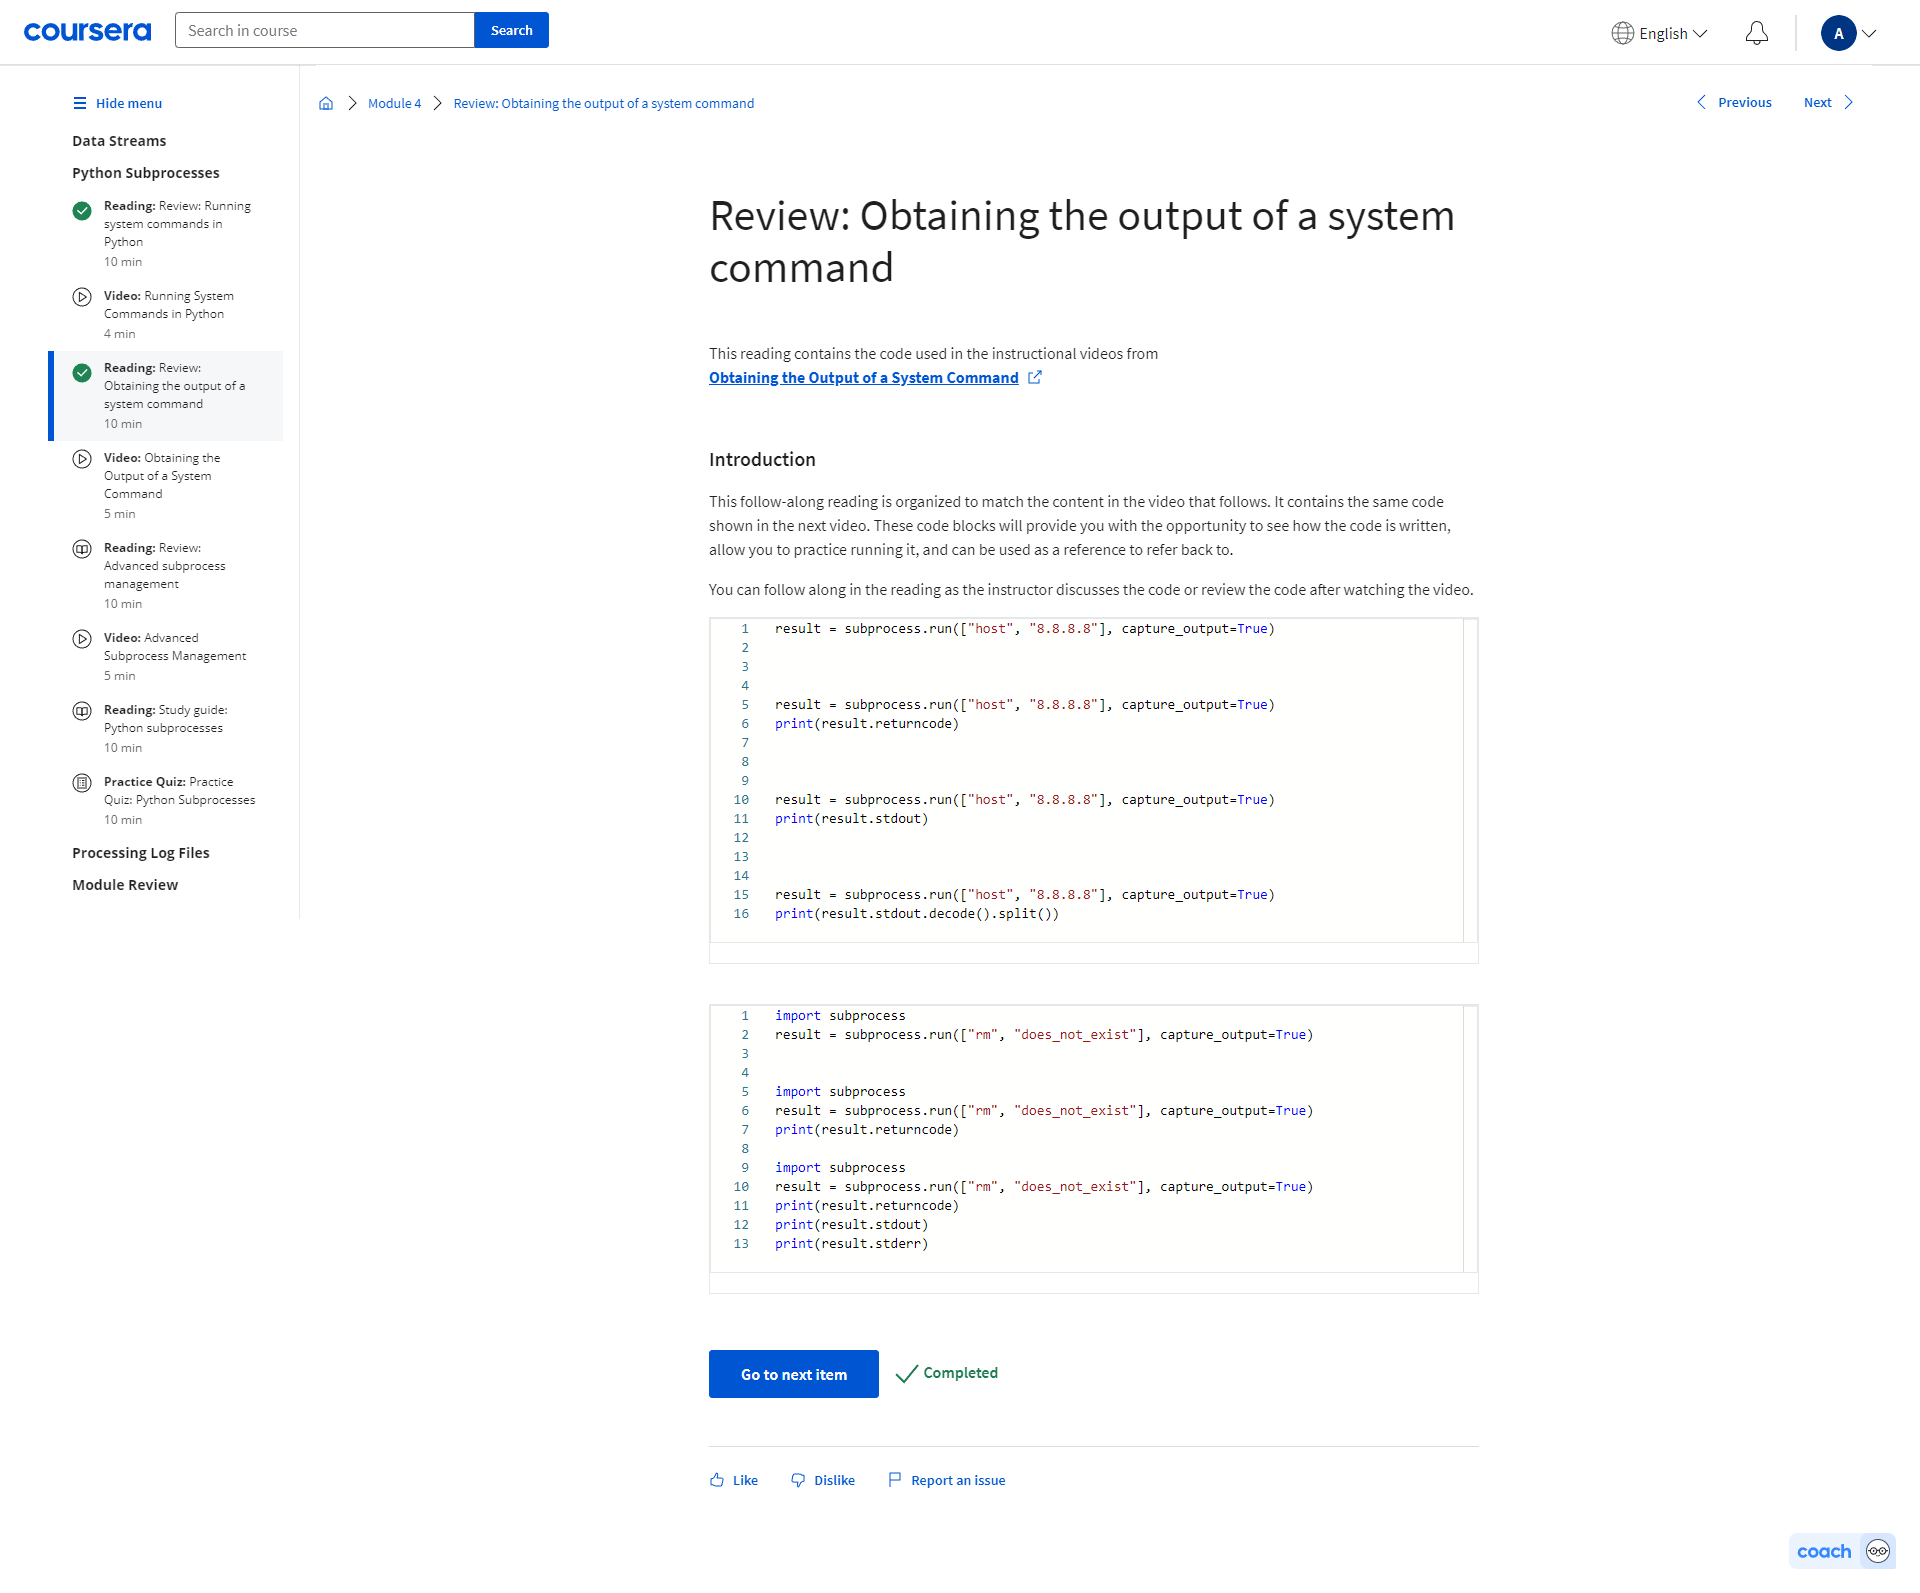 coursera
Search in course
Search
English
A
Hide menu
Data Streams
Python Subprocesses
Reading: Review: Running
system commands in
Python
10 min
Video: Running System
Commands in Python
4 min
Reading: Review:
Obtaining the output of a
system command
10 min
Video: Obtaining the
Output of a System
Command
5 min
Reading: Review:
Advanced subprocess
management
10 min
Video: Advanced
Subprocess Management
5 min
Reading: Study guide:
Python subprocesses
10 min
Practice Quiz: Practice
Quiz: Python Subprocesses
10 min
Processing Log Files
Module Review
Module 4
Review: Obtaining the output of a system command
Previous
Next
Review: Obtaining the output of a system
command
This reading contains the code used in the instructional videos from
Obtaining the Output of a System Command
Introduction
This follow-along reading is organized to match the content in the video that follows. It contains the same code
shown in the next video. These code blocks will provide you with the opportunity to see how the code is written,
allow you to practice running it, and can be used as a reference to refer back to.
You can follow along in the reading as the instructor discusses the code or review the code after watching the video.
1 result = subprocess.run(["host", "8.8.8.8"], capture_output=True)
2
3
4
5 result = subprocess.run(["host", "8.8.8.8"], capture_output=True)
6 print(result.returncode)
7
8
9
10 result = subprocess.run(["host", "8.8.8.8"], capture_output=True)
11 print(result.stdout)
12
13
14
15 result = subprocess.run(["host", "8.8.8.8"], capture_output=True)
16 print(result.stdout.decode().split())
1 import subprocess
2 result = subprocess.run(["rm", "does_not_exist"], capture_output=True)
3
4
5 import subprocess
6 result = subprocess.run(["rm", "does_not_exist"], capture_output=True)
7 print(result.returncode)
8
9 import subprocess
10 result = subprocess.run(["rm", "does_not_exist"], capture_output=True)
11 print(result.returncode)
12 print(result.stdout)
13 print(result.stderr)
Go to next item
Completed
Like
Dislike
Report an issue
coach